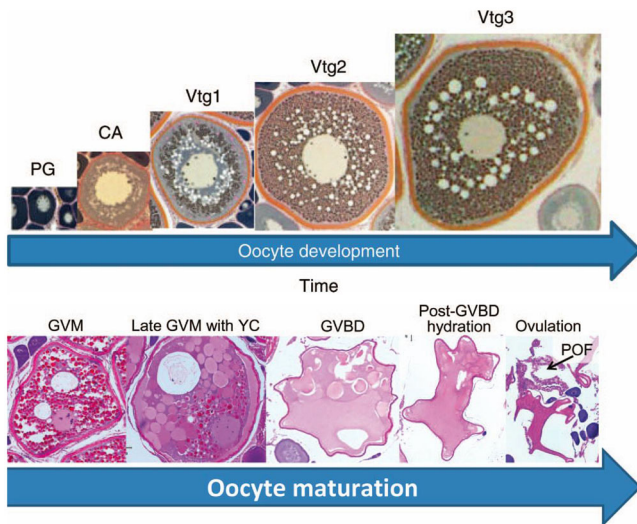 Vtg3
Vtg2
Vtg1
CA
PG
Oocyte development
Time
GVM
Late GVM with YC
GVBD
Post-GVBD
hydration
Ovulation
POF
Oocyte maturation